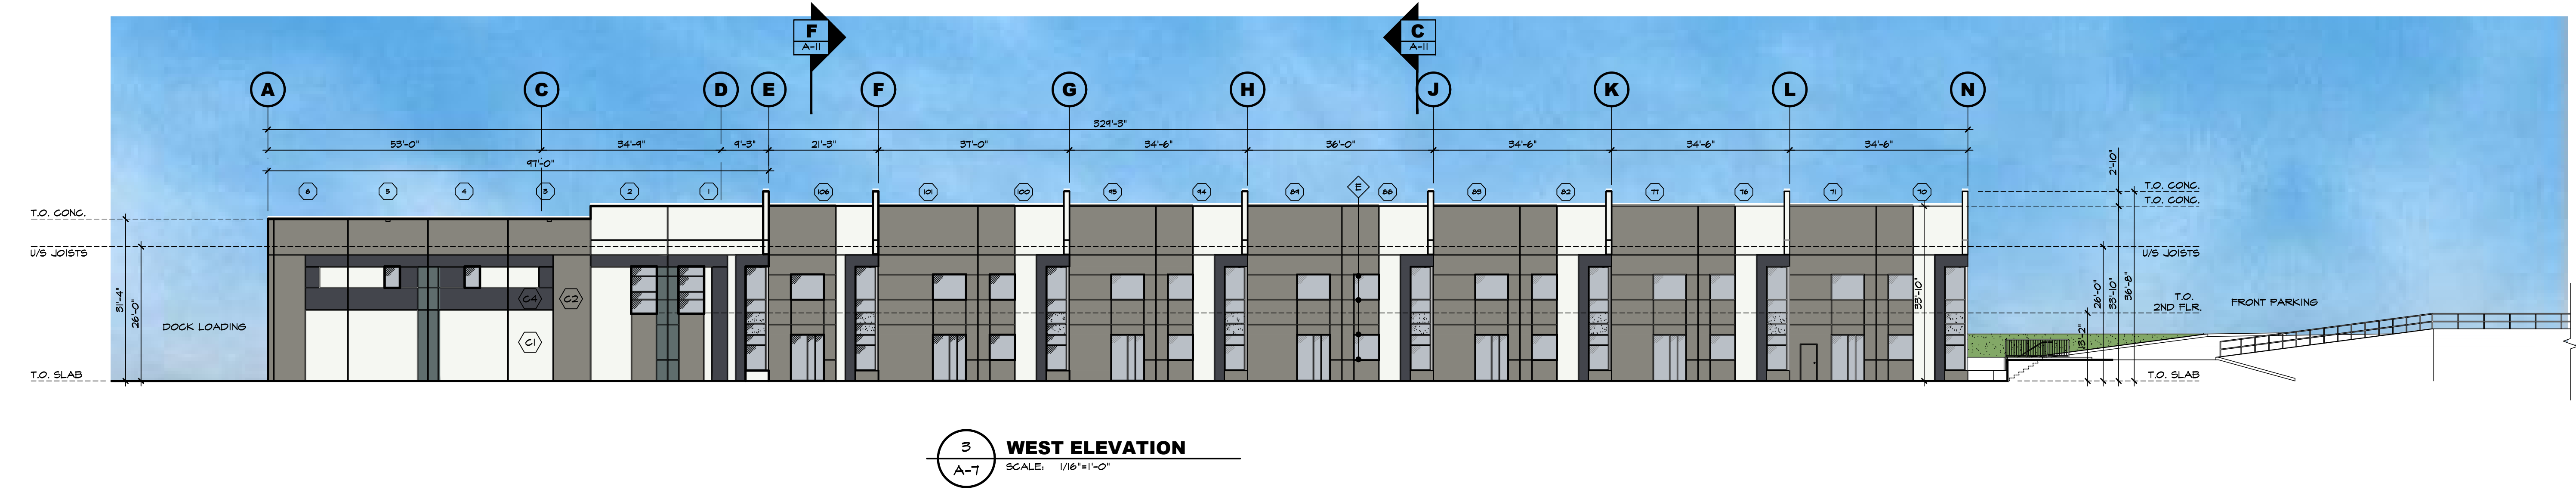 F
A-11
C
A-11
A C D E F G H J K L N
329'-3"
53'-0" 34'-9" 9'-3" 21'-3" 37'-0" 34'-6" 36'-0" 34'-6" 34'-6" 34'-6"
97'-0"
6 5 4 3 2 1 106 101 100 93 94 89 E 88 83 82 77 76 71 70
2'-10"
T.O. CONC.
T.O. CONC.
T.O. CONC.
U/S JOISTS
U/S JOISTS
31'-4"
26'-0"
DOCK LOADING
C4 C2
C1
33'-10"
T.O.
2ND FLR.
13'-2"
26'-0"
33'-10"
36'-8"
FRONT PARKING
T.O. SLAB
T.O. SLAB
3
A-7
WEST ELEVATION
SCALE: 1/16"=1'-0"